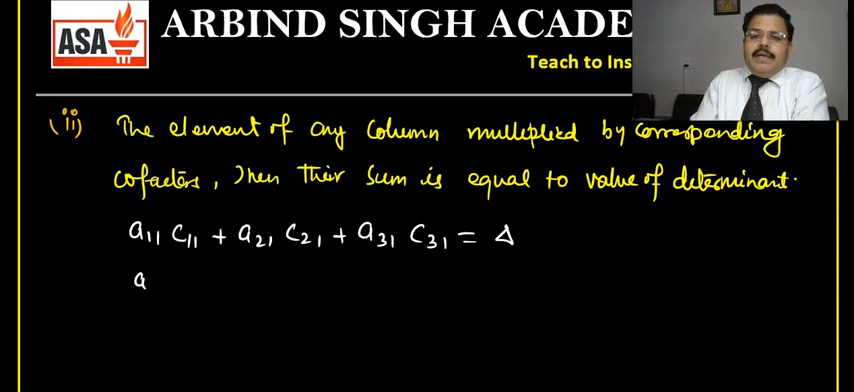 ASA
ARBIND SINGH ACADE
Teach to Ins
(ii) The element of any column multiplied by corresponding
cofactors, then their sum is equal to value of determinant.
a₁₁ c₁₁ + a₂₁ c₂₁ + a₃₁ c₃₁ = Δ
a